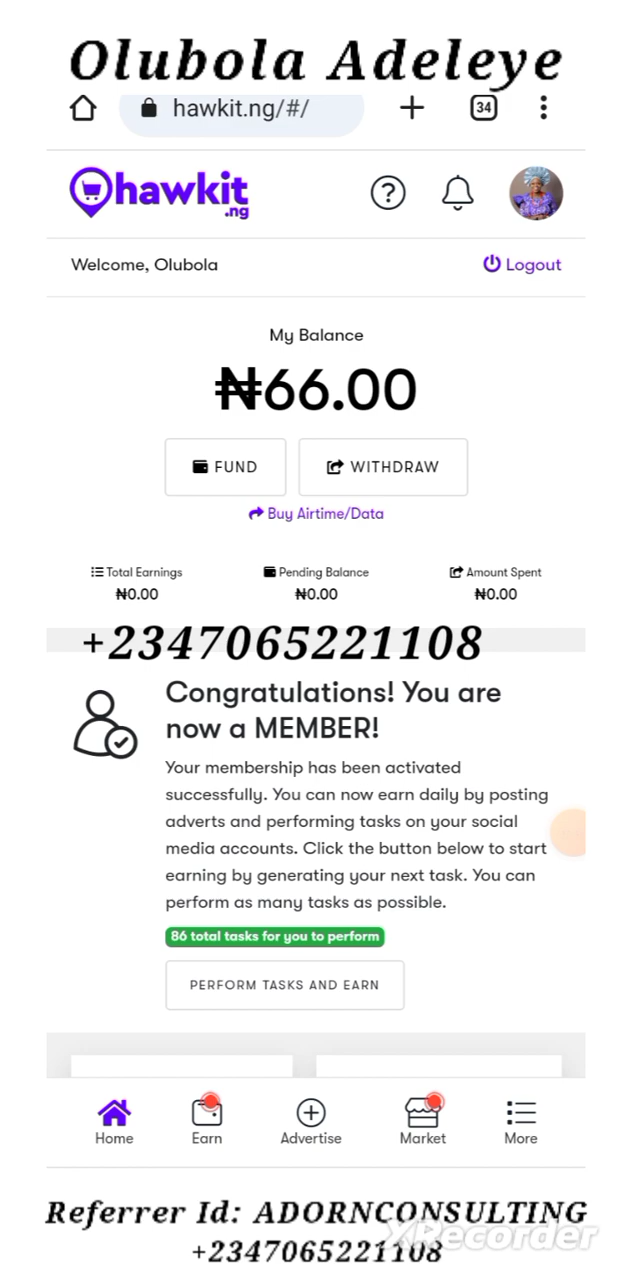 Olubola Adeleye
hawkit.ng/#/
34
hawkit
.ng
Welcome, Olubola
Logout
My Balance
₦66.00
FUND
WITHDRAW
Buy Airtime/Data
Total Earnings
Pending Balance
Amount Spent
₦0.00
₦0.00
₦0.00
+2347065221108
Congratulations! You are
now a MEMBER!
Your membership has been activated
successfully. You can now earn daily by posting
adverts and performing tasks on your social
media accounts. Click the button below to start
earning by generating your next task. You can
perform as many tasks as possible.
86 total tasks for you to perform
PERFORM TASKS AND EARN
Home
Earn
Advertise
Market
More
Referrer Id: ADORNCONSULTING
+2347065221108
XRecorder